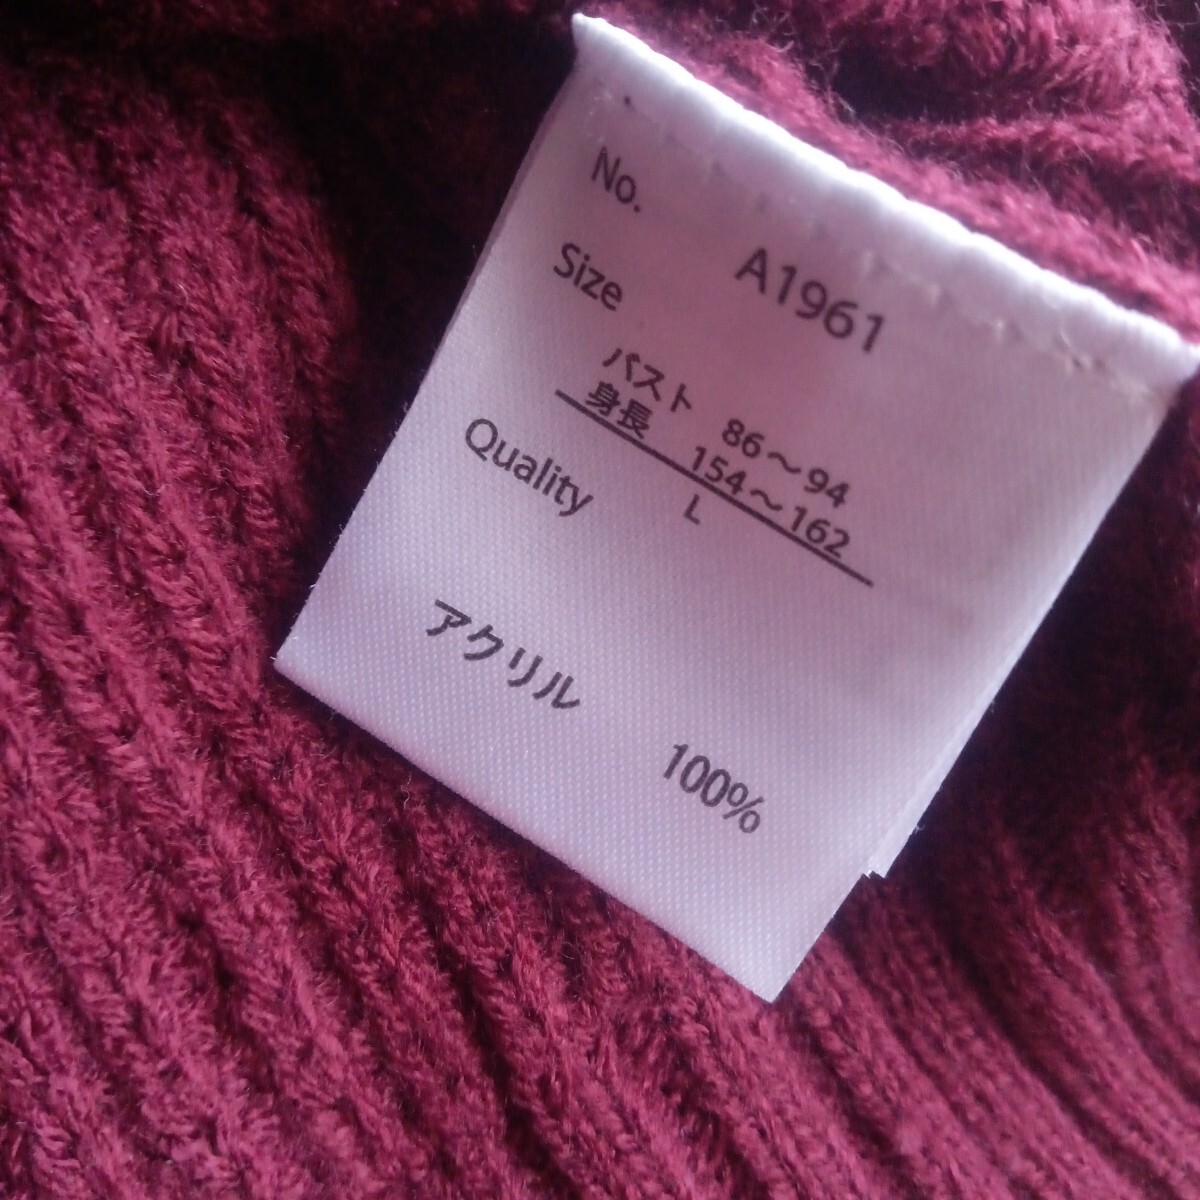 No. A1961
Size
バスト 86～94
身長 154～162
L
Quality
アクリル 100%